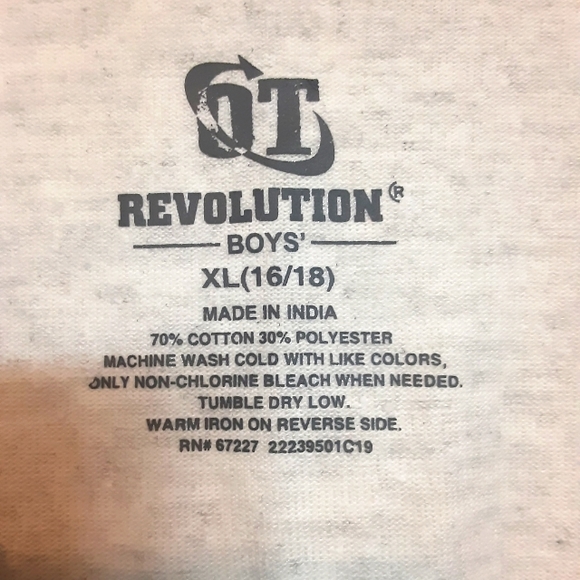 OT
REVOLUTION®
BOYS'
XL(16/18)
MADE IN INDIA
70% COTTON 30% POLYESTER
MACHINE WASH COLD WITH LIKE COLORS,
ONLY NON-CHLORINE BLEACH WHEN NEEDED.
TUMBLE DRY LOW.
WARM IRON ON REVERSE SIDE.
RN# 67227 22239501C19